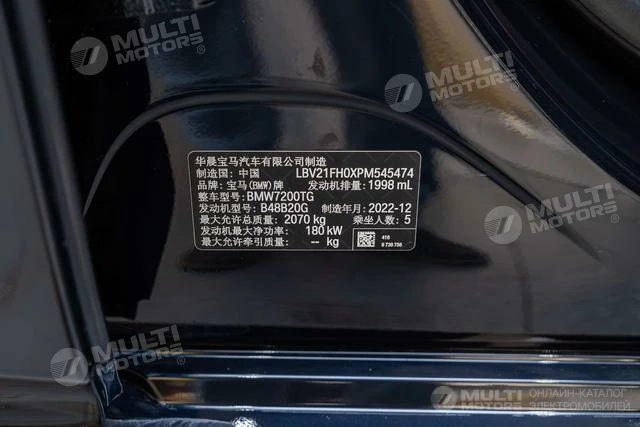 MULTI
MOTORS
MULTI
MOTORS
华晨宝马汽车有限公司制造
制造国: 中国 LBV21FH0XPM545474
品牌: 宝马(BMW)牌 发动机排量: 1998 mL
整车型号: BMW7200TG
发动机型号: B48B20G 制造年月: 2022-12
最大允许总质量: 2070 kg 乘坐人数: 5
发动机最大净功率: 180 kW
最大允许牵引质量: -- kg
416
MULTI
MOTORS
MULTI
MOTORS
MULTI
MOTORS
ОНЛАЙН-КАТАЛОГ
ЭЛЕКТРОМОБИЛЕЙ